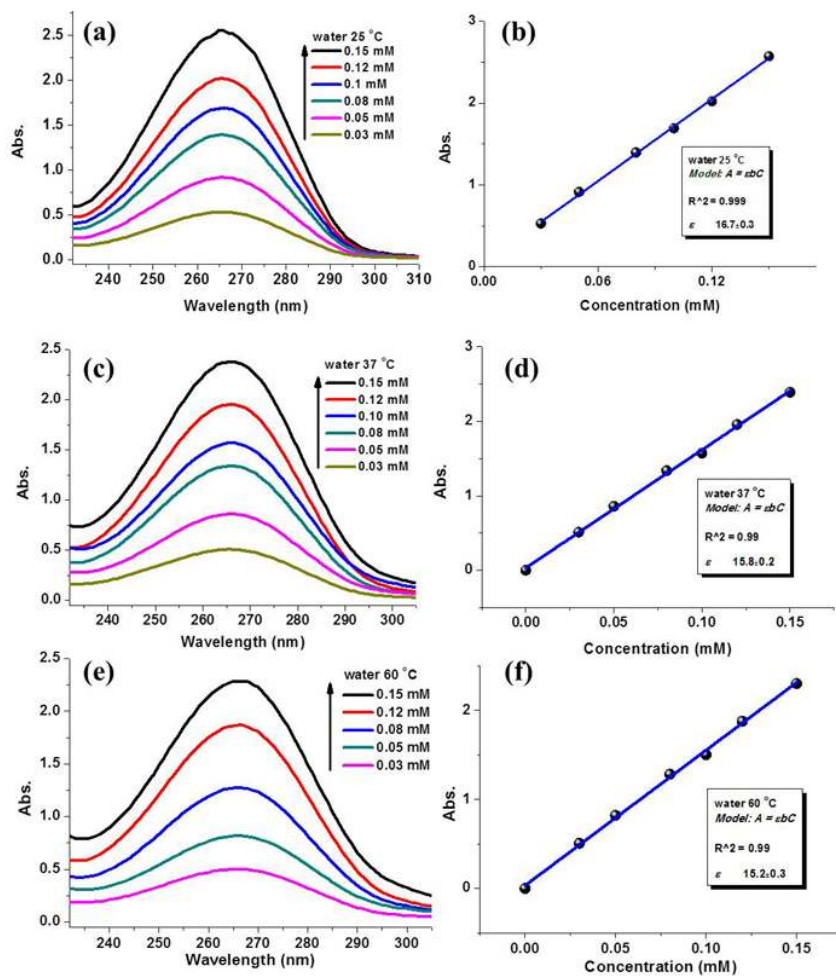 (a)
water 25 °C
0.15 mM
0.12 mM
0.1 mM
0.08 mM
0.05 mM
0.03 mM
Abs.
2.5
2.0
1.5
1.0
0.5
0.0
240 250 260 270 280 290 300 310
Wavelength (nm)
(b)
Abs.
3
2
1
0
water 25 °C
Model: A = εbC
R^2 = 0.999
ε 16.7±0.3
0.00 0.06 0.12
Concentration (mM)
(c)
water 37 °C
0.15 mM
0.12 mM
0.10 mM
0.08 mM
0.05 mM
0.03 mM
Abs.
2.5
2.0
1.5
1.0
0.5
0.0
240 250 260 270 280 290 300
Wavelength (nm)
(d)
Abs.
3
2
1
0
water 37 °C
Model: A = εbC
R^2 = 0.99
ε 15.8±0.2
0.00 0.05 0.10 0.15
Concentration (mM)
(e)
water 60 °C
0.15 mM
0.12 mM
0.08 mM
0.05 mM
0.03 mM
Abs.
2.5
2.0
1.5
1.0
0.5
0.0
240 250 260 270 280 290 300
Wavelength (nm)
(f)
Abs.
2
1
0
water 60 °C
Model: A = εbC
R^2 = 0.99
ε 15.2±0.3
0.00 0.05 0.10 0.15
Concentration (mM)